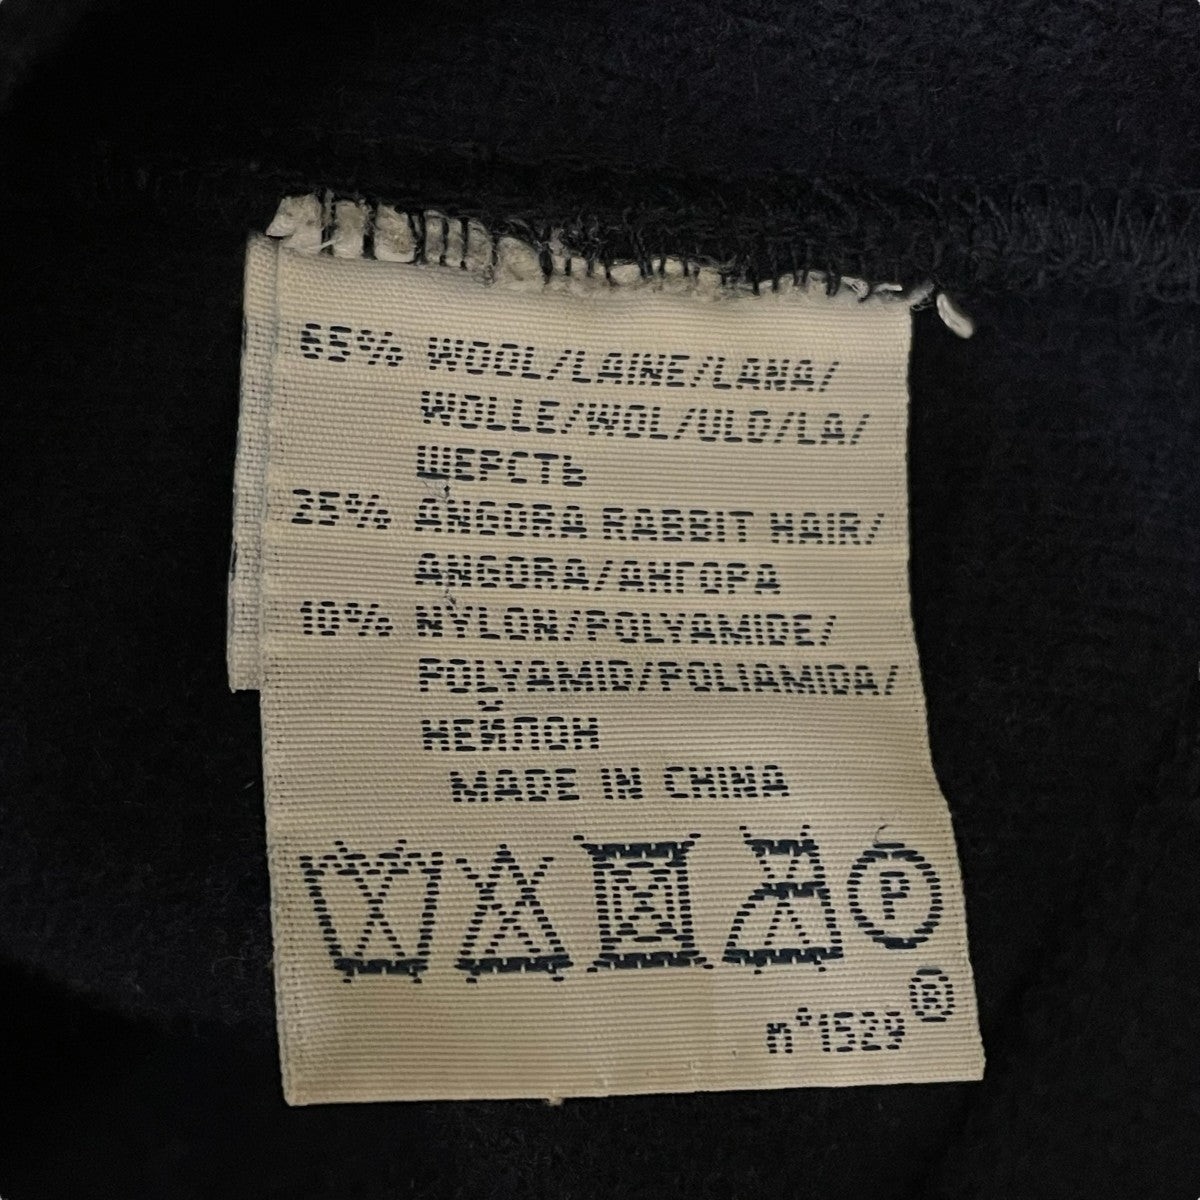 65% WOOL/LAINE/LANA/
WOLLE/WOL/ULD/LA/
ШЕРСТЬ
25% ANGORA RABBIT HAIR/
ANGORA/АНГОРА
10% NYLON/POLYAMIDE/
POLYAMID/POLIAMIDA/
НЕЙЛОН
MADE IN CHINA
P
n°1529®